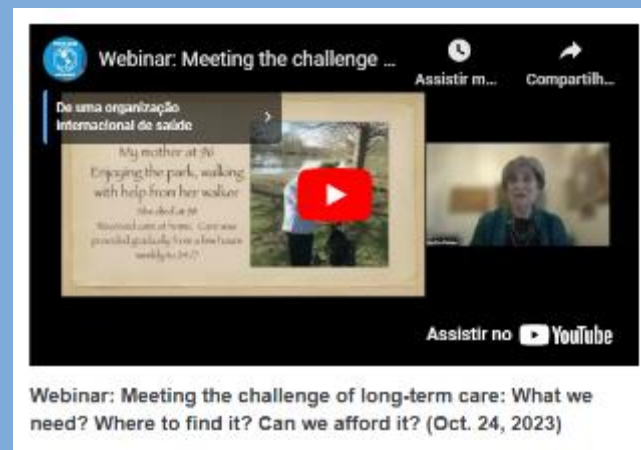 Webinar: Meeting the challenge ...
Assistir m...
Compartilh...
De uma organização
internacional de saúde
My mother at
Enjoying the park, walking
with help from her walker
She died at
Received care at home. Care was
provided gradually from a few hours
weekly to 24/7
Assistir no YouTube
Webinar: Meeting the challenge of long-term care: What we
need? Where to find it? Can we afford it? (Oct. 24, 2023)